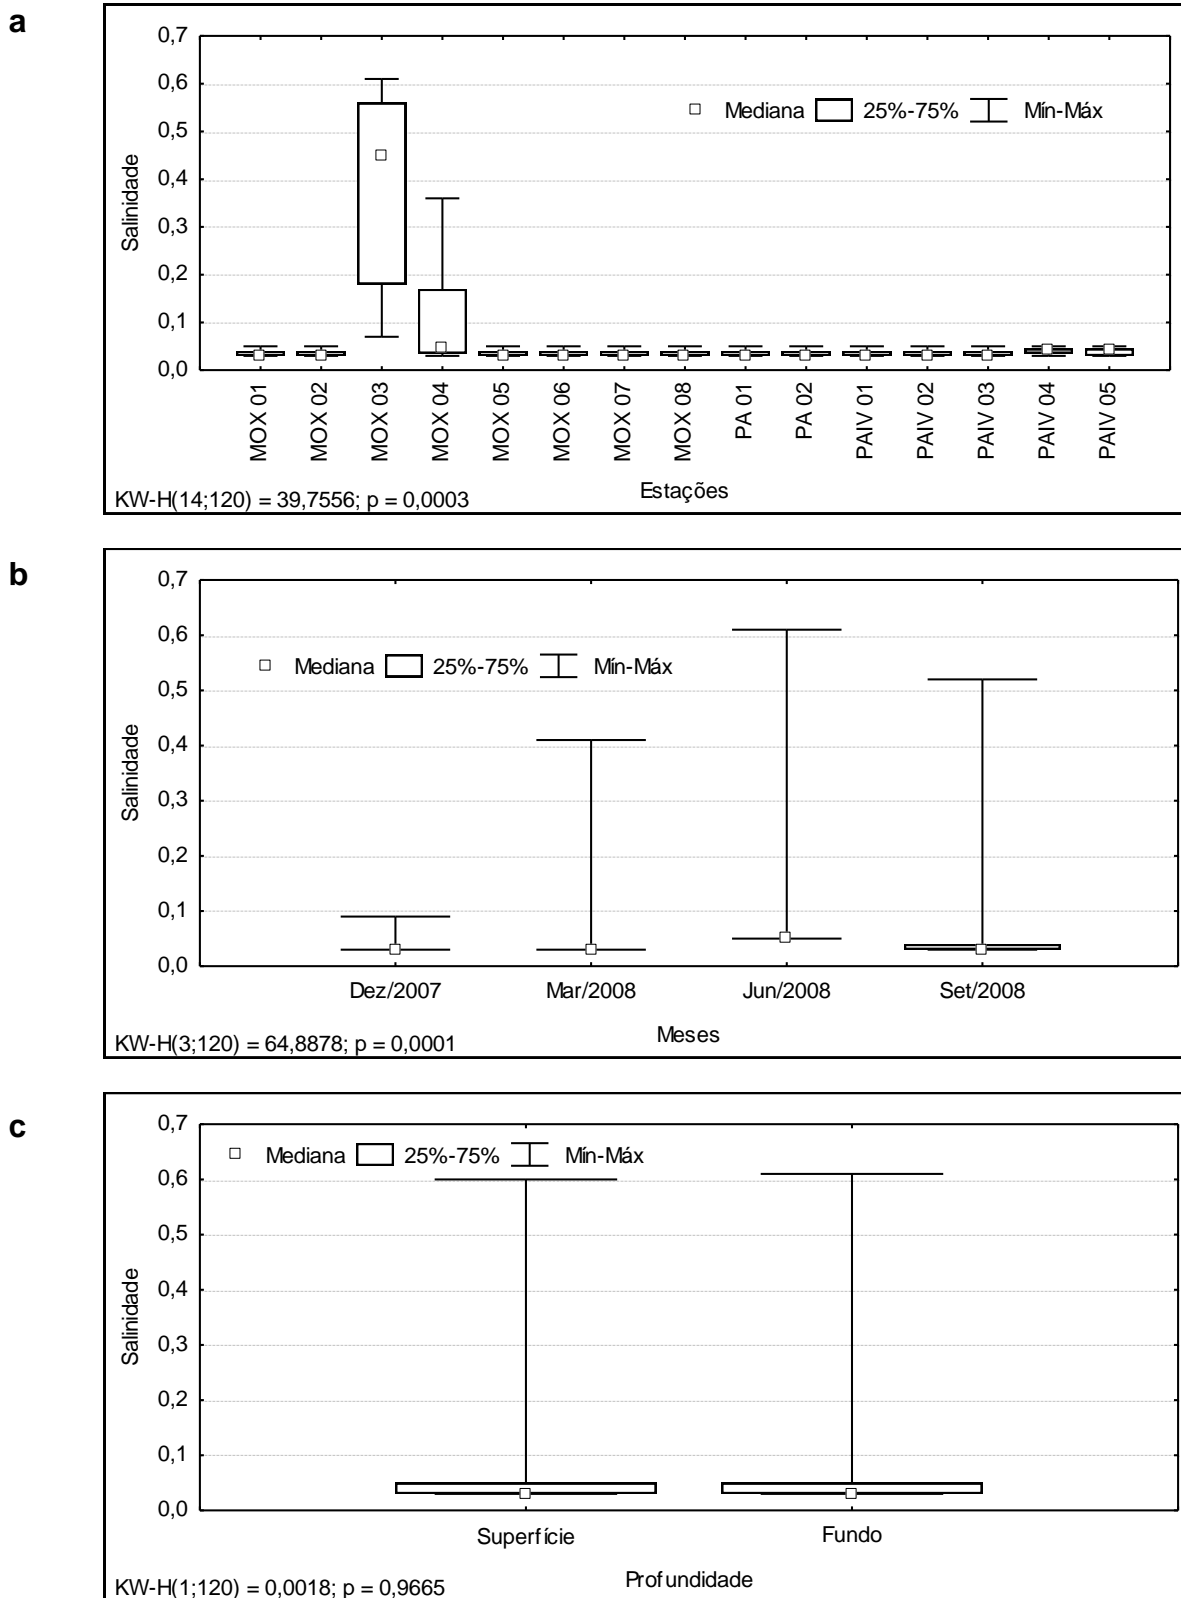 a
0,7
0,6
0,5
0,4
0,3
0,2
0,1
0,0
Salinidade
Mediana 25%-75% Mín-Máx
MOX 01
MOX 02
MOX 03
MOX 04
MOX 05
MOX 06
MOX 07
MOX 08
PA 01
PA 02
PAIV 01
PAIV 02
PAIV 03
PAIV 04
PAIV 05
Estações
KW-H(14;120) = 39,7556; p = 0,0003
b
0,7
0,6
0,5
0,4
0,3
0,2
0,1
0,0
Salinidade
Mediana 25%-75% Mín-Máx
Dez/2007 Mar/2008 Jun/2008 Set/2008
Meses
KW-H(3;120) = 64,8878; p = 0,0001
c
0,7
0,6
0,5
0,4
0,3
0,2
0,1
0,0
Salinidade
Mediana 25%-75% Mín-Máx
Superfície Fundo
Profundidade
KW-H(1;120) = 0,0018; p = 0,9665